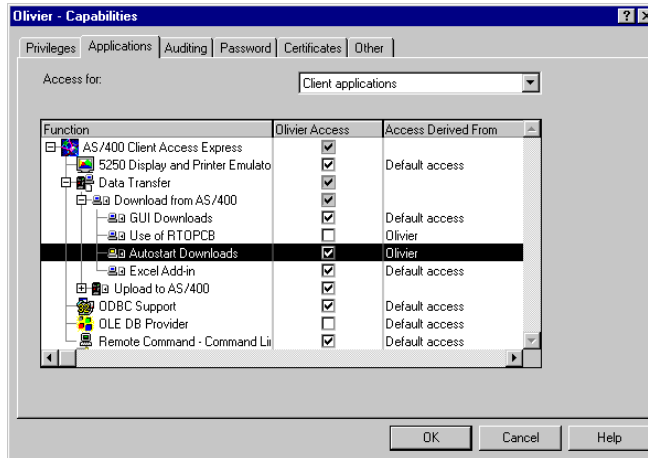 Olivier - Capabilities
Privileges Applications Auditing Password Certificates Other
Access for: Client applications
Function Olivier Access Access Derived From
AS/400 Client Access Express
5250 Display and Printer Emulato Default access
Data Transfer
Download from AS/400
GUI Downloads Default access
Use of RTOPCB Olivier
Autostart Downloads Olivier
Excel Add-in Default access
Upload to AS/400
ODBC Support Default access
OLE DB Provider Default access
Remote Command - Command Li Default access
OK Cancel Help